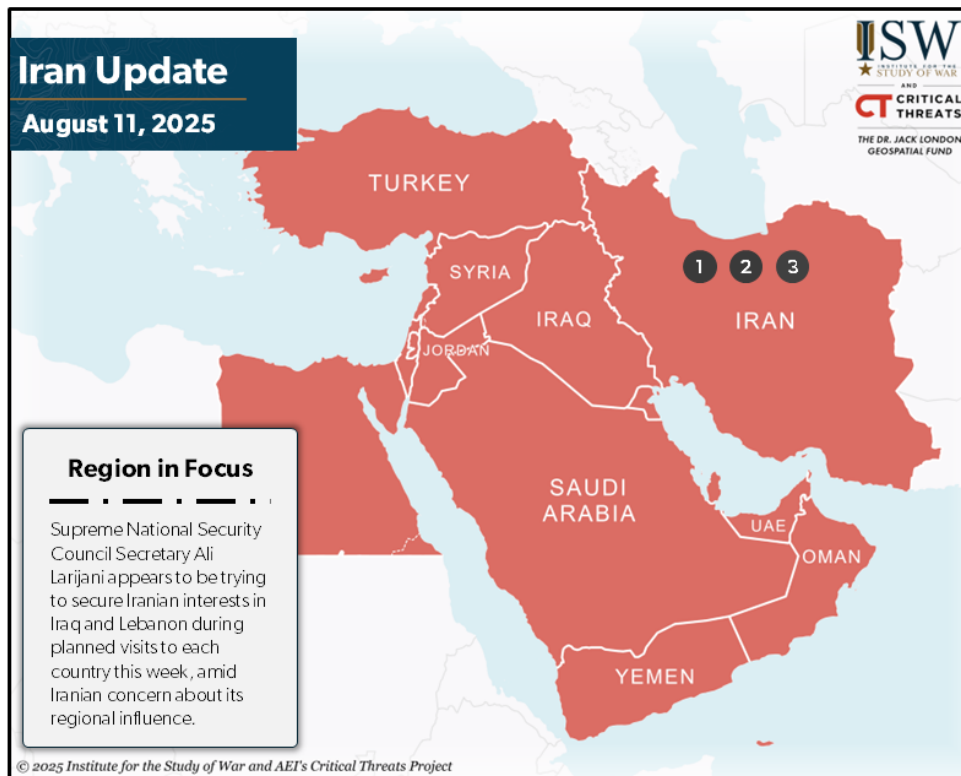 Iran Update
August 11, 2025
ISW
INSTITUTE FOR THE
STUDY OF WAR
AND
CT CRITICAL
THREATS
THE DR. JACK LONDON
GEOSPATIAL FUND
TURKEY
SYRIA
IRAQ
JORDAN
1 2 3
IRAN
SAUDI
ARABIA
UAE
OMAN
YEMEN
Region in Focus
Supreme National Security
Council Secretary Ali
Larijani appears to be trying
to secure Iranian interests in
Iraq and Lebanon during
planned visits to each
country this week, amid
Iranian concern about its
regional influence.
© 2025 Institute for the Study of War and AEI's Critical Threats Project